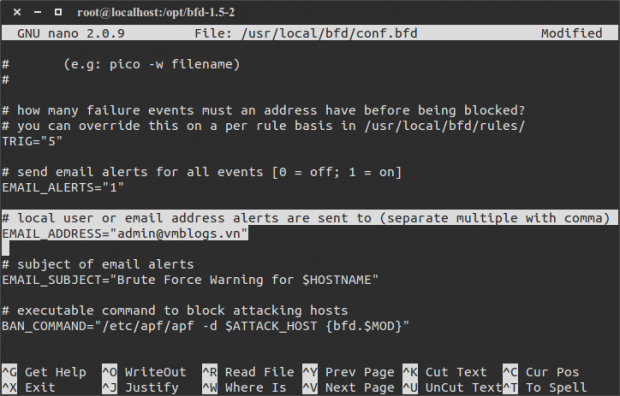 root@localhost:/opt/bfd-1.5-2
GNU nano 2.0.9 File: /usr/local/bfd/conf.bfd Modified
# (e.g: pico -w filename)
#
# how many failure events must an address have before being blocked?
# you can override this on a per rule basis in /usr/local/bfd/rules/
TRIG="5"
# send email alerts for all events [0 = off; 1 = on]
EMAIL_ALERTS="1"
# local user or email address alerts are sent to (separate multiple with comma)
EMAIL_ADDRESS="admin@vmblogs.vn"
# subject of email alerts
EMAIL_SUBJECT="Brute Force Warning for $HOSTNAME"
# executable command to block attacking hosts
BAN_COMMAND="/etc/apf/apf -d $ATTACK_HOST {bfd.$MOD}"
^G Get Help ^O WriteOut ^R Read File ^Y Prev Page ^K Cut Text ^C Cur Pos
^X Exit ^J Justify ^W Where Is ^V Next Page ^U UnCut Text ^T To Spell